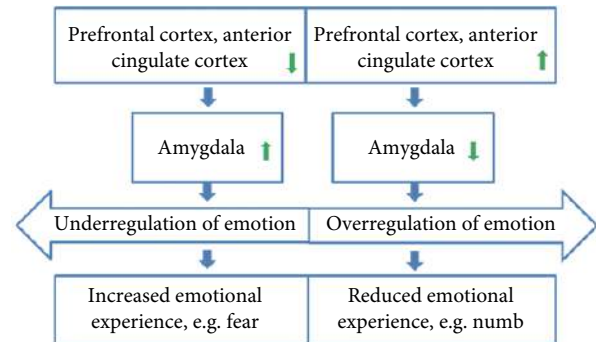 Prefrontal cortex, anterior
cingulate cortex
Prefrontal cortex, anterior
cingulate cortex
Amygdala
Amygdala
Underregulation of emotion
Overregulation of emotion
Increased emotional
experience, e.g. fear
Reduced emotional
experience, e.g. numb